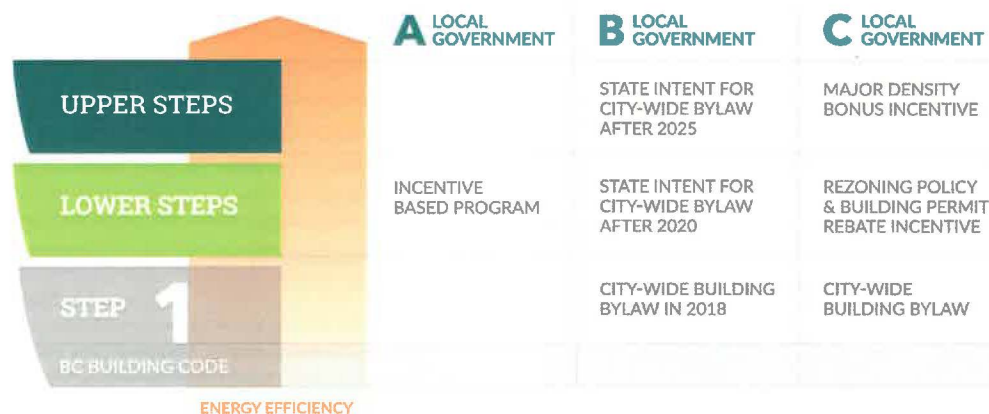 A LOCAL
GOVERNMENT
B LOCAL
GOVERNMENT
C LOCAL
GOVERNMENT
UPPER STEPS
STATE INTENT FOR
CITY-WIDE BYLAW
AFTER 2025
MAJOR DENSITY
BONUS INCENTIVE
LOWER STEPS
INCENTIVE
BASED PROGRAM
STATE INTENT FOR
CITY-WIDE BYLAW
AFTER 2020
REZONING POLICY
& BUILDING PERMIT
REBATE INCENTIVE
STEP 1
BC BUILDING CODE
CITY-WIDE BUILDING
BYLAW IN 2018
CITY-WIDE
BUILDING BYLAW
ENERGY EFFICIENCY